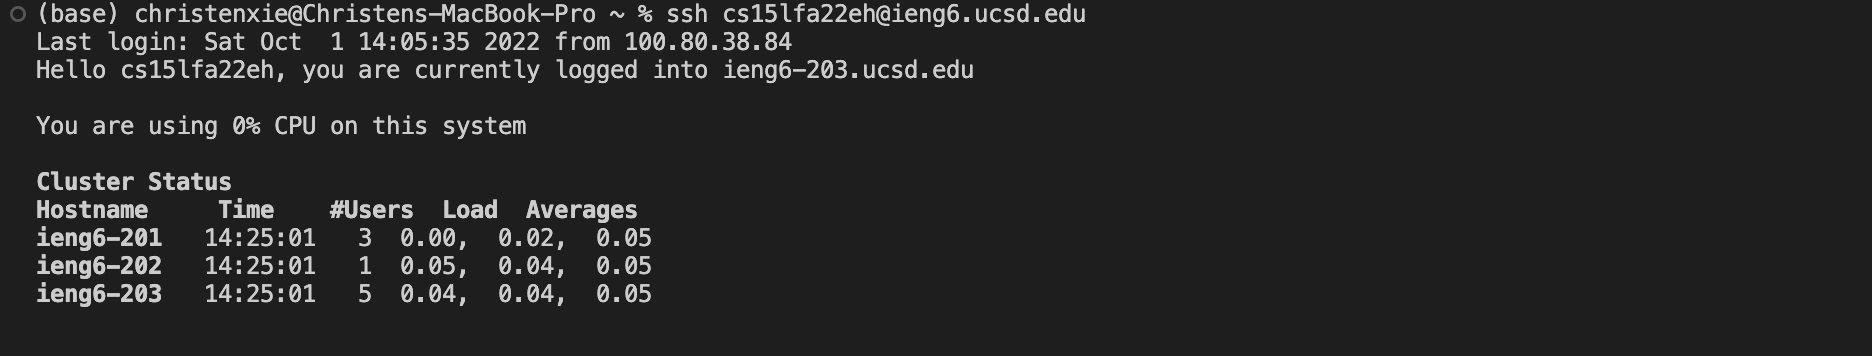 (base) christenxie@Christens-MacBook-Pro ~ % ssh cs15lfa22eh@ieng6.ucsd.edu
Last login: Sat Oct  1 14:05:35 2022 from 100.80.38.84
Hello cs15lfa22eh, you are currently logged into ieng6-203.ucsd.edu
You are using 0% CPU on this system
Cluster Status
Hostname     Time    #Users  Load  Averages
ieng6-201   14:25:01   3  0.00,  0.02,  0.05
ieng6-202   14:25:01   1  0.05,  0.04,  0.05
ieng6-203   14:25:01   5  0.04,  0.04,  0.05